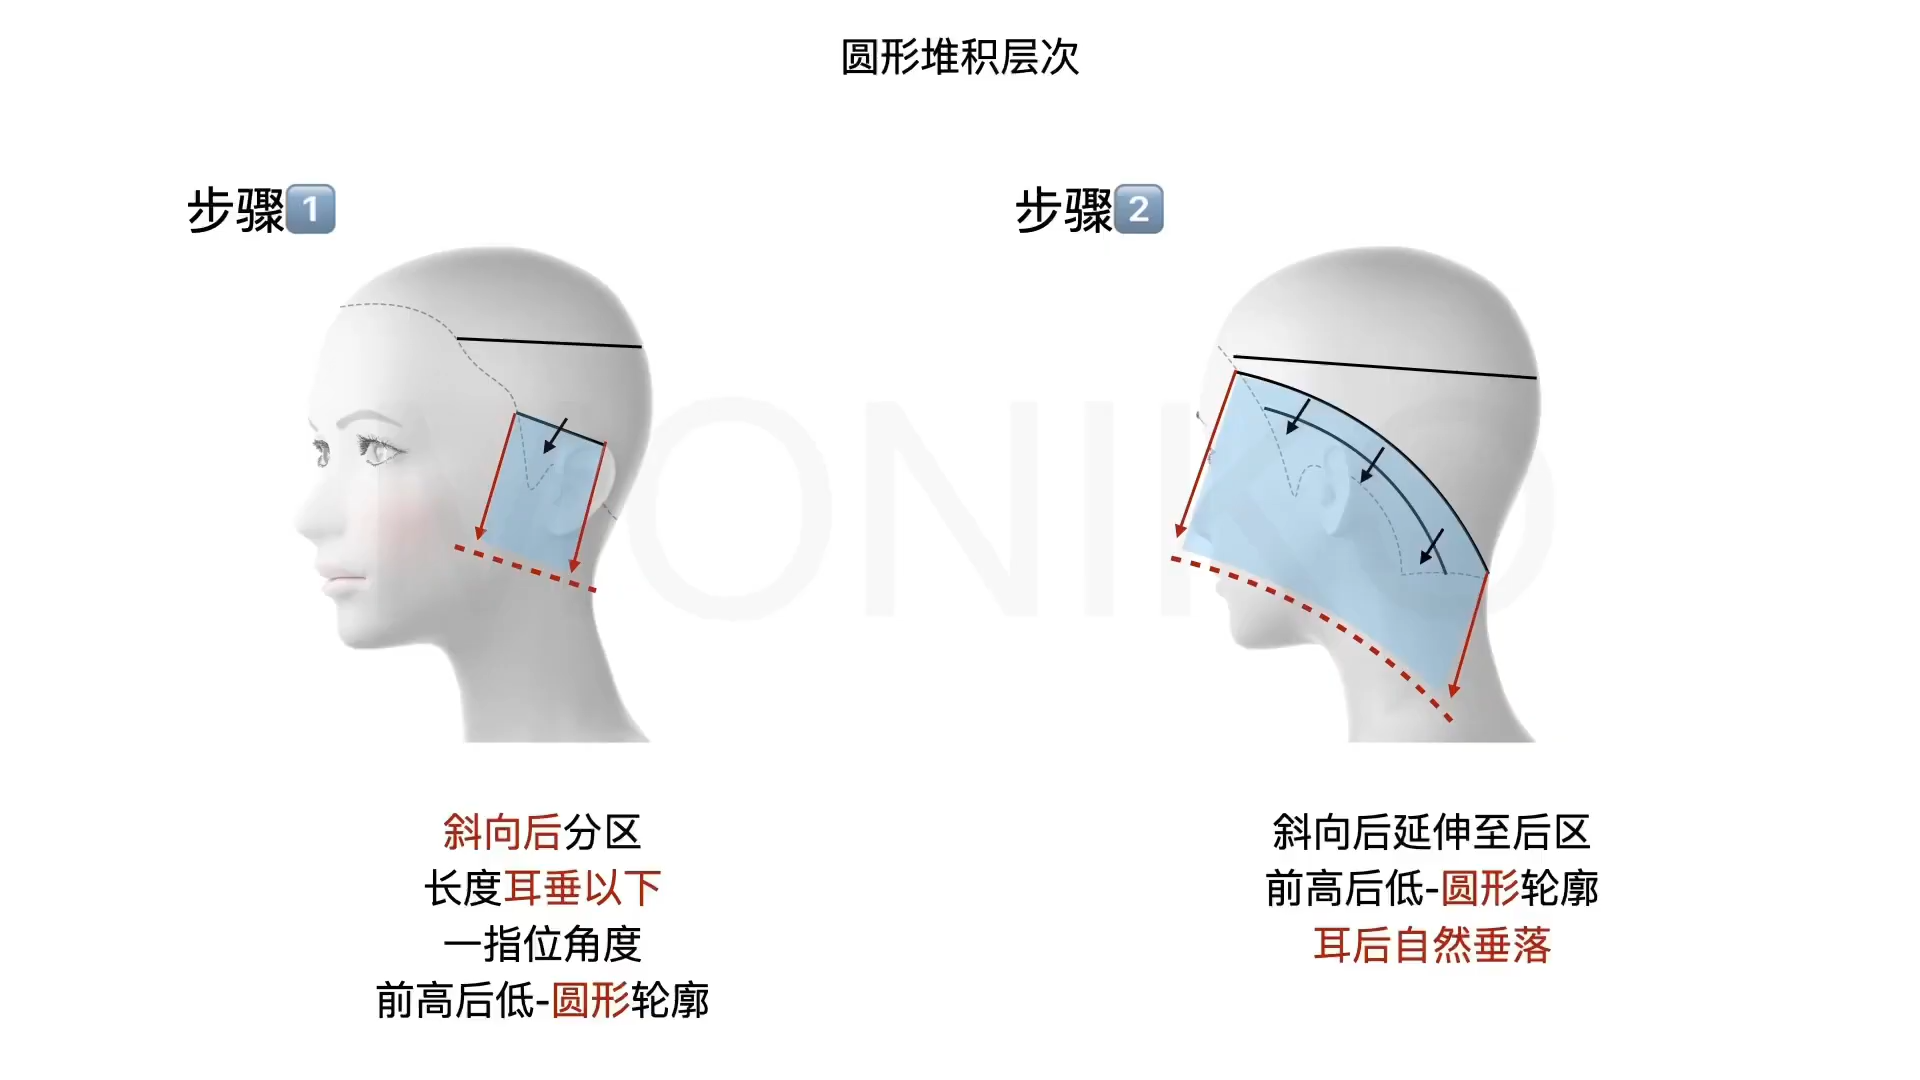 圆形堆积层次
步骤1️⃣
步骤2️⃣
斜向后分区
长度耳垂以下
一指位角度
前高后低-圆形轮廓
斜向后延伸至后区
前高后低-圆形轮廓
耳后自然垂落